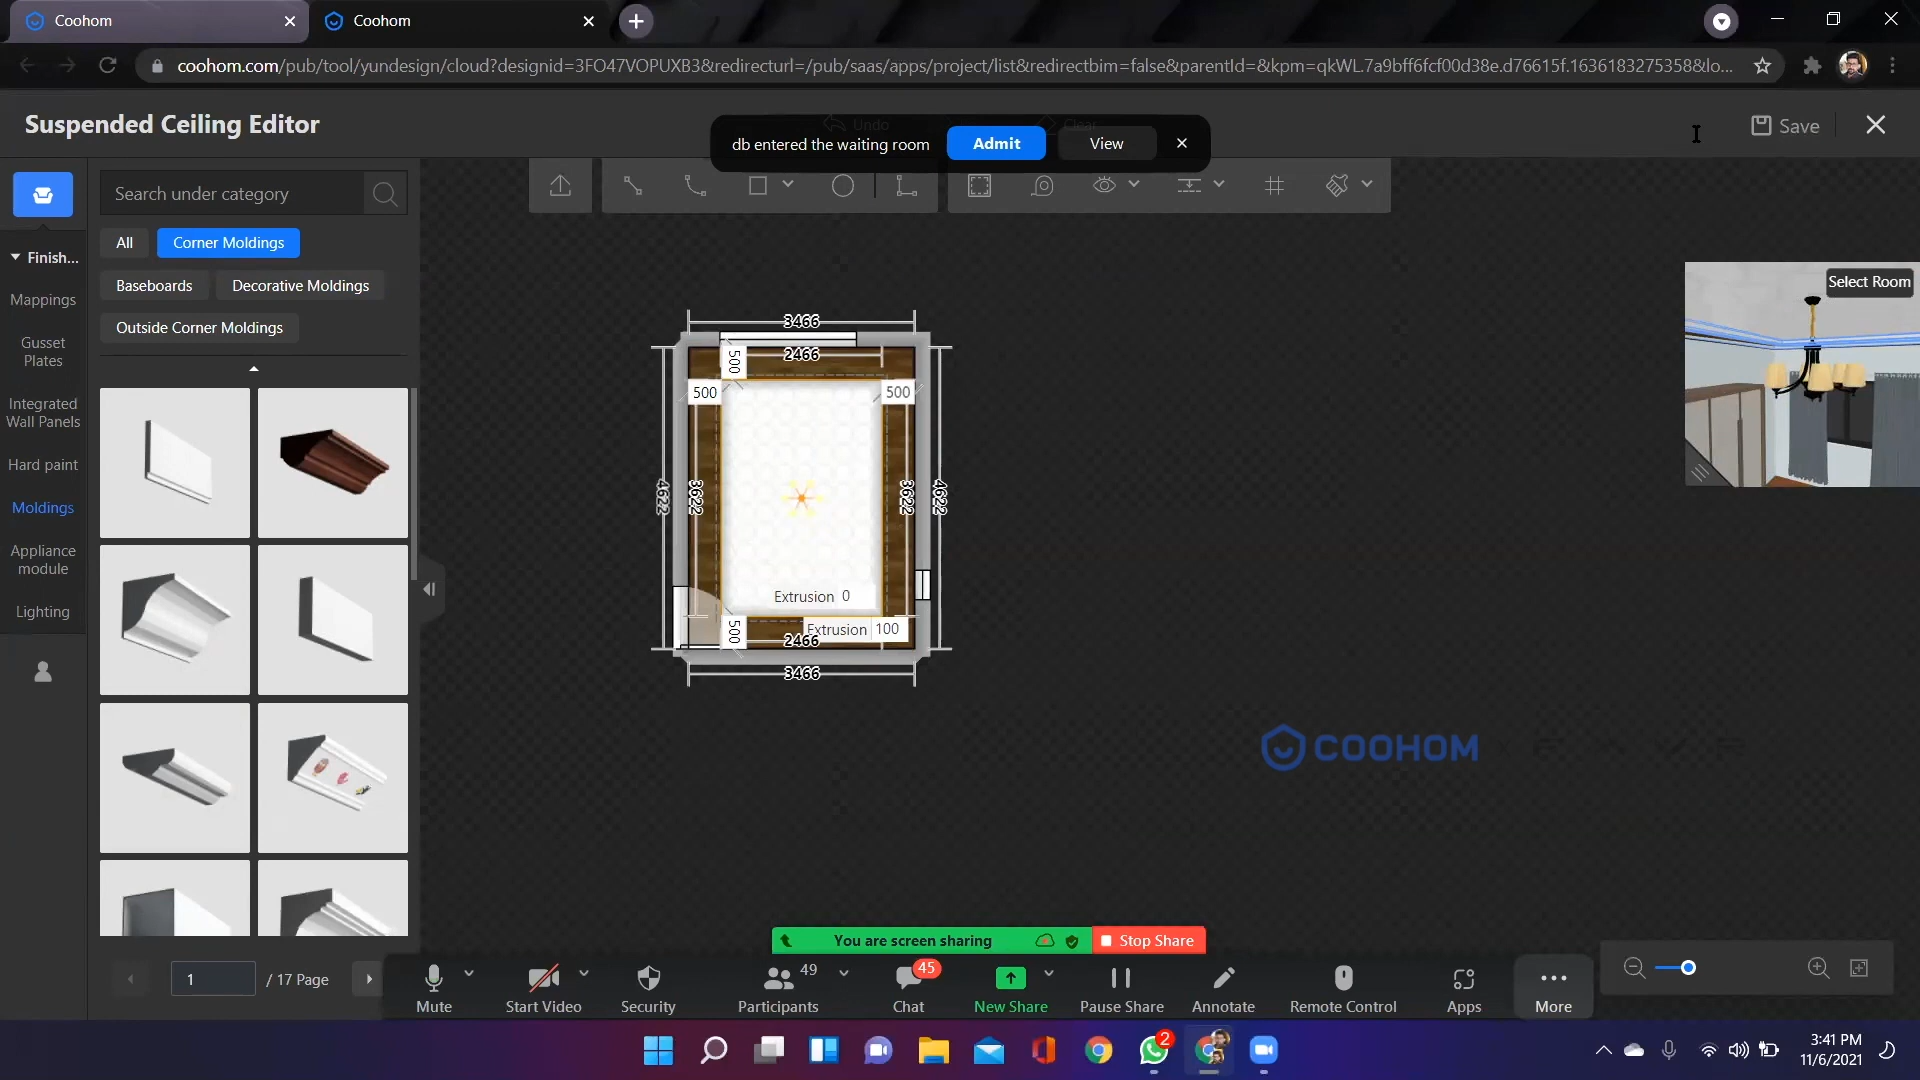 Coohom
Coohom
coohom.com/pub/tool/yundesign/cloud?designid=3FO47VOPUXB3&redirecturl=/pub/saas/apps/project/list&redirectbim=false&parentId=&kpm=qkWL.7a9bff6fcf00d38e.d76615f.1636183275358&lo...
Suspended Ceiling Editor
Undo
Clear
db entered the waiting room
Admit
View
Save
Search under category
All
Corner Moldings
Baseboards
Decorative Moldings
Outside Corner Moldings
Finish...
Mappings
Gusset
Plates
Integrated
Wall Panels
Hard paint
Moldings
Appliance
module
Lighting
Select Room
3466
2466
500
500
500
4622
3622
3622
4622
Extrusion 0
500
Extrusion 100
2466
3466
COOHOM
1
/ 17 Page
You are screen sharing
Stop Share
Mute
Start Video
Security
49
Participants
45
Chat
New Share
Pause Share
Annotate
Remote Control
Apps
More
2
3:41 PM
11/6/2021